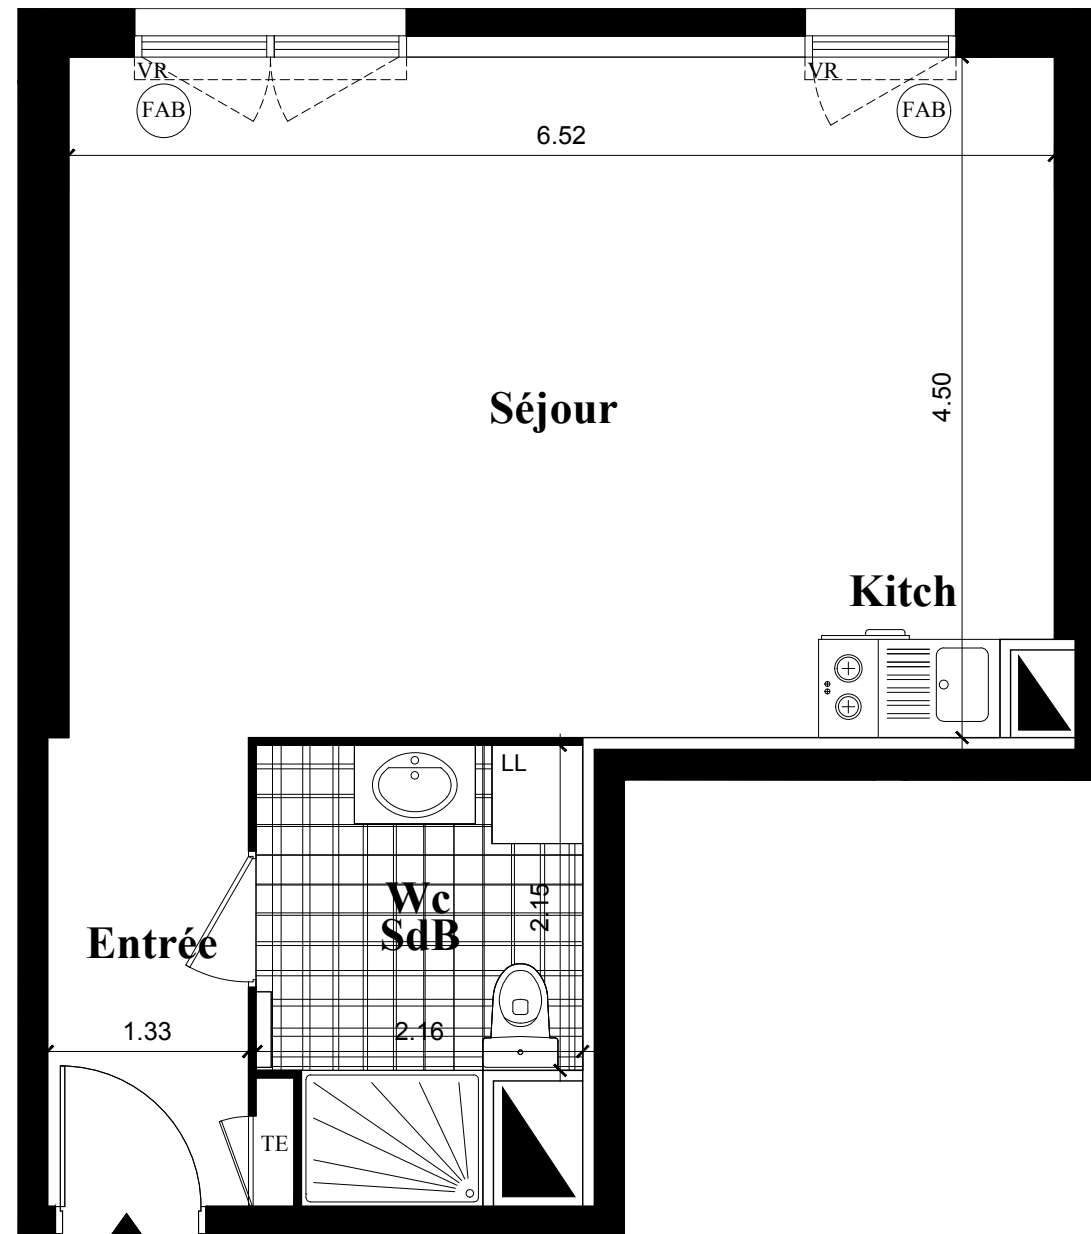 VR
VR
FAB
FAB
6.52
4.50
Séjour
Kitch
LL
Wc
2.15
SdB
Entrée
1.33
2.16
TE